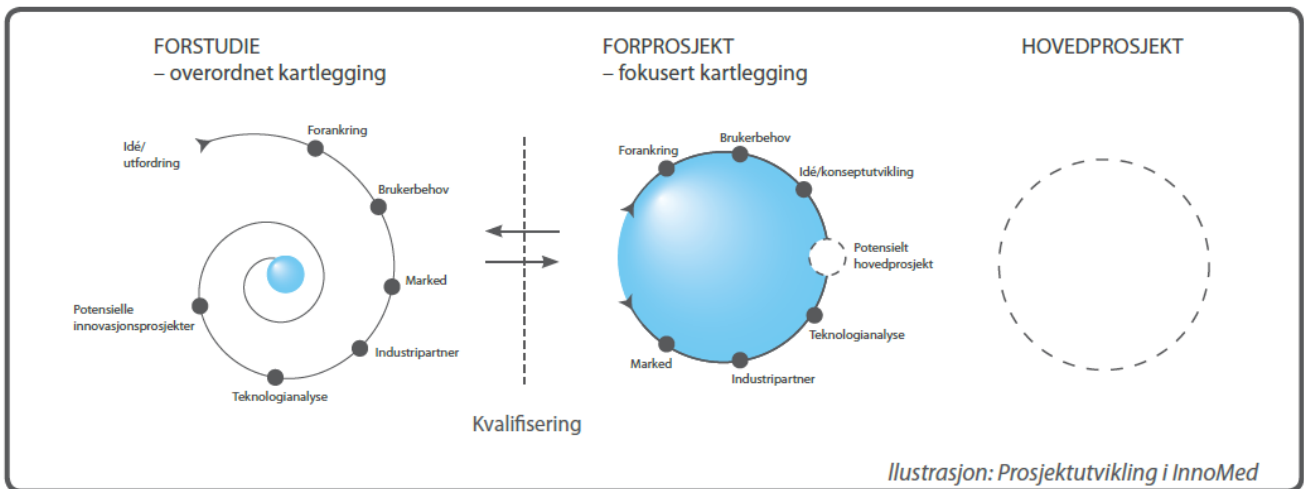 FORSTUDIE
– overordnet kartlegging
Idé/
utfordring
Forankring
Brukerbehov
Marked
Industripartner
Teknologianalyse
Potensielle
innovasjonsprosjekter
Kvalifisering
FORPROSJEKT
– fokusert kartlegging
Forankring
Brukerbehov
Idé/konseptutvikling
Potensielt
hovedprosjekt
Teknologianalyse
Industripartner
Marked
HOVEDPROSJEKT
llustrasjon: Prosjektutvikling i InnoMed